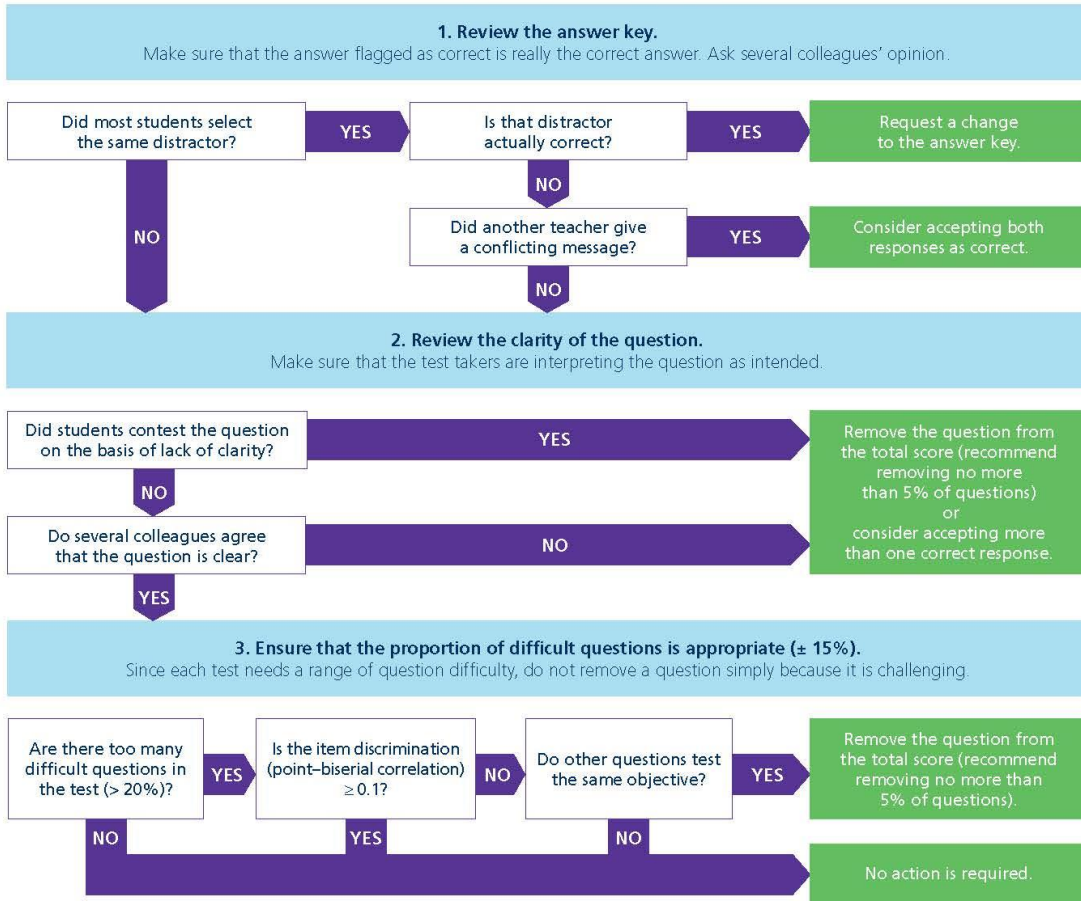 1. Review the answer key.
Make sure that the answer flagged as correct is really the correct answer. Ask several colleagues’ opinion.
Did most students select
the same distractor?
YES
Is that distractor
actually correct?
YES
Request a change
to the answer key.
NO
NO
Did another teacher give
a conflicting message?
YES
Consider accepting both
responses as correct.
NO
2. Review the clarity of the question.
Make sure that the test takers are interpreting the question as intended.
Did students contest the question
on the basis of lack of clarity?
YES
Remove the question from
the total score (recommend
removing no more
than 5% of questions)
or
consider accepting more
than one correct response.
NO
Do several colleagues agree
that the question is clear?
NO
YES
3. Ensure that the proportion of difficult questions is appropriate (± 15%).
Since each test needs a range of question difficulty, do not remove a question simply because it is challenging.
Are there too many
difficult questions in
the test (> 20%)?
YES
Is the item discrimination
(point–biserial correlation)
≥ 0.1?
NO
Do other questions test
the same objective?
YES
Remove the question from
the total score (recommend
removing no more than
5% of questions).
NO
YES
NO
No action is required.